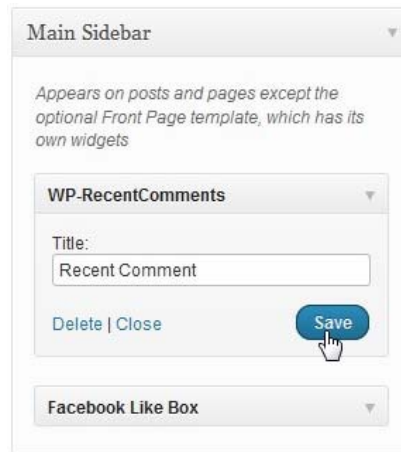 Main Sidebar
Appears on posts and pages except the
optional Front Page template, which has its
own widgets
WP-RecentComments
Title:
Recent Comment
Delete | Close
Save
Facebook Like Box